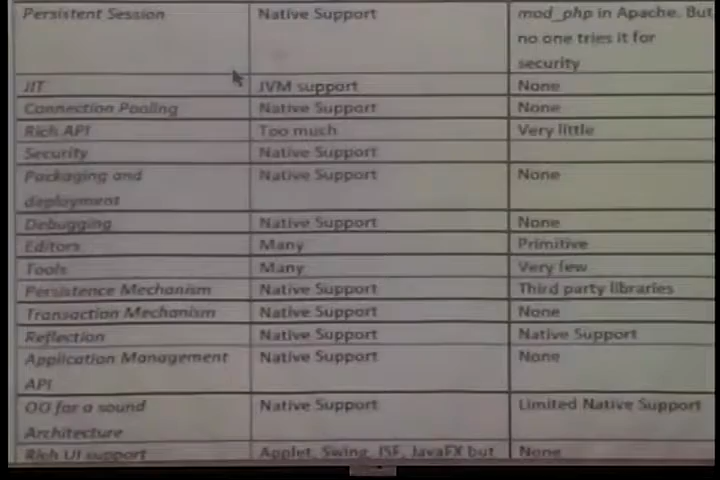 Persistent Session Native Support mod_php in Apache. But
no one tries it for
security
JIT JVM support None
Connection Pooling Native Support None
Rich API Too much Very little
Security Native Support
Packaging and Native Support None
deployment
Debugging Native Support None
Editors Many Primitive
Tools Many Very few
Persistence Mechanism Native Support Third party libraries
Transaction Mechanism Native Support None
Reflection Native Support Native Support
Application Management Native Support None
API
OO for a sound Native Support Limited Native Support
Architecture
Rich UI support Applet, Swing, JSF, JavaFX but None